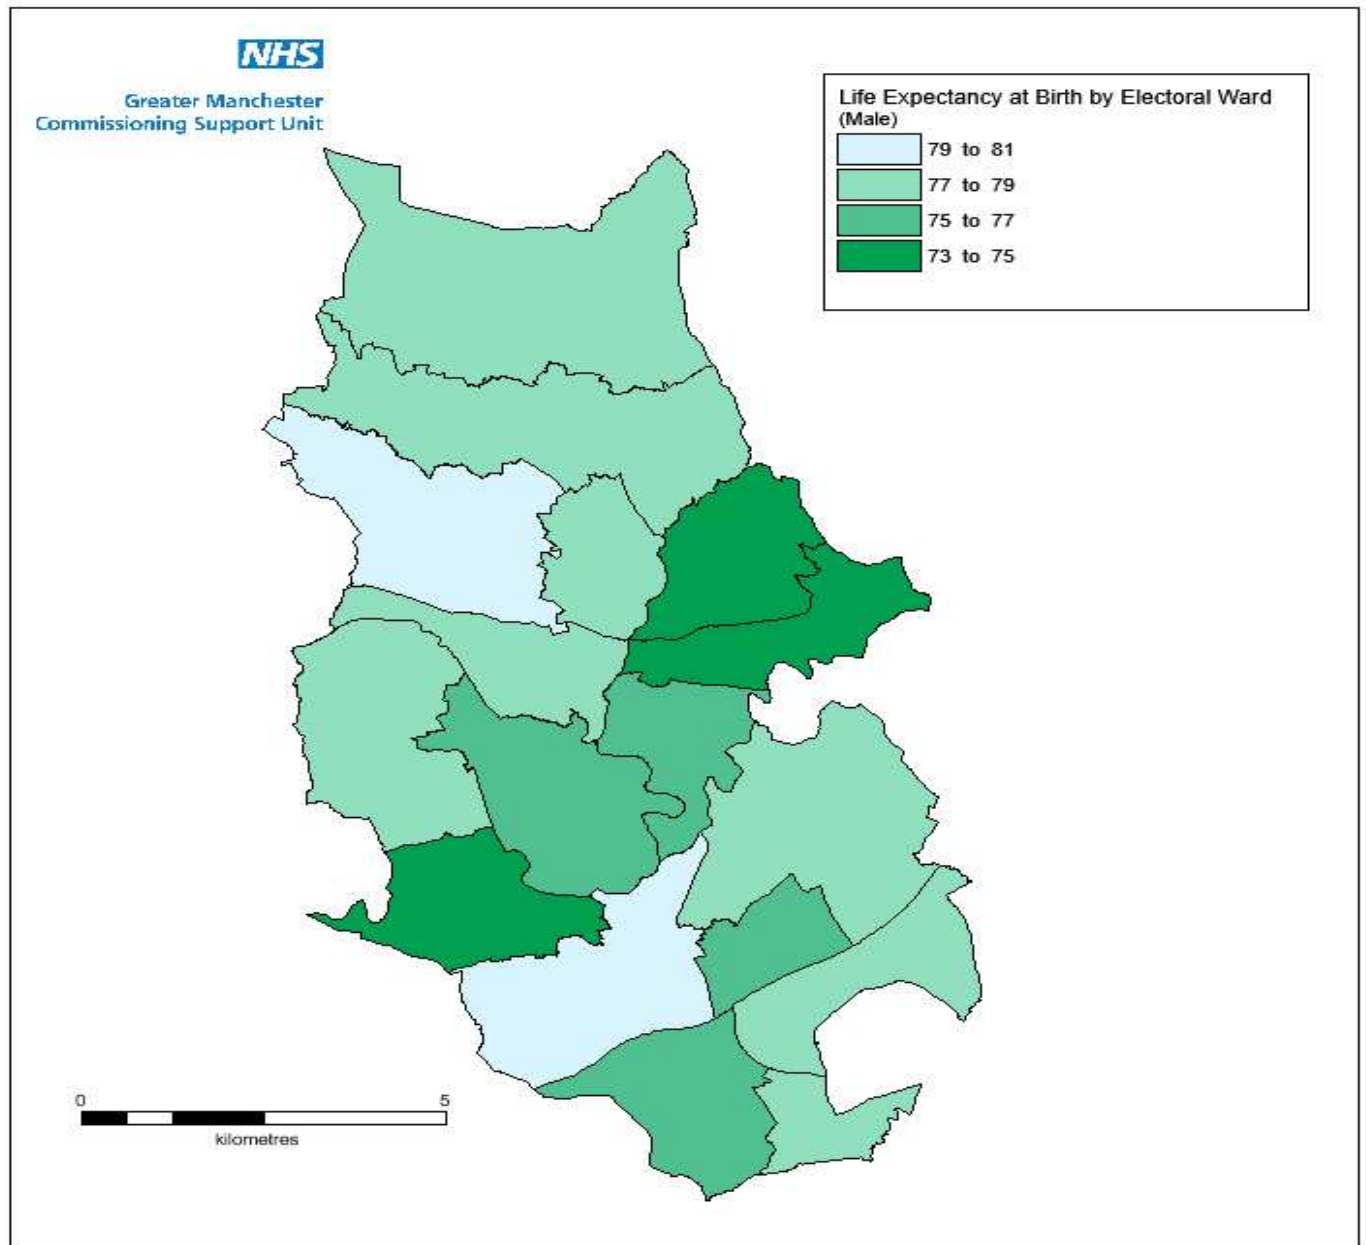 NHS
Greater Manchester
Commissioning Support Unit
Life Expectancy at Birth by Electoral Ward
(Male)
79 to 81
77 to 79
75 to 77
73 to 75
0 5
kilometres